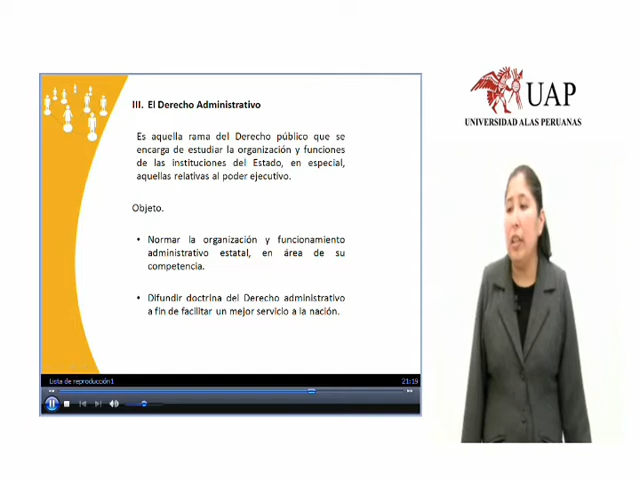 III. El Derecho Administrativo
Es aquella rama del Derecho público que se
encarga de estudiar la organización y funciones
de las instituciones del Estado, en especial,
aquellas relativas al poder ejecutivo.
Objeto.
• Normar la organización y funcionamiento
administrativo estatal, en área de su
competencia.
• Difundir doctrina del Derecho administrativo
a fin de facilitar un mejor servicio a la nación.
Lista de reproducción1
21:19
UAP
UNIVERSIDAD ALAS PERUANAS